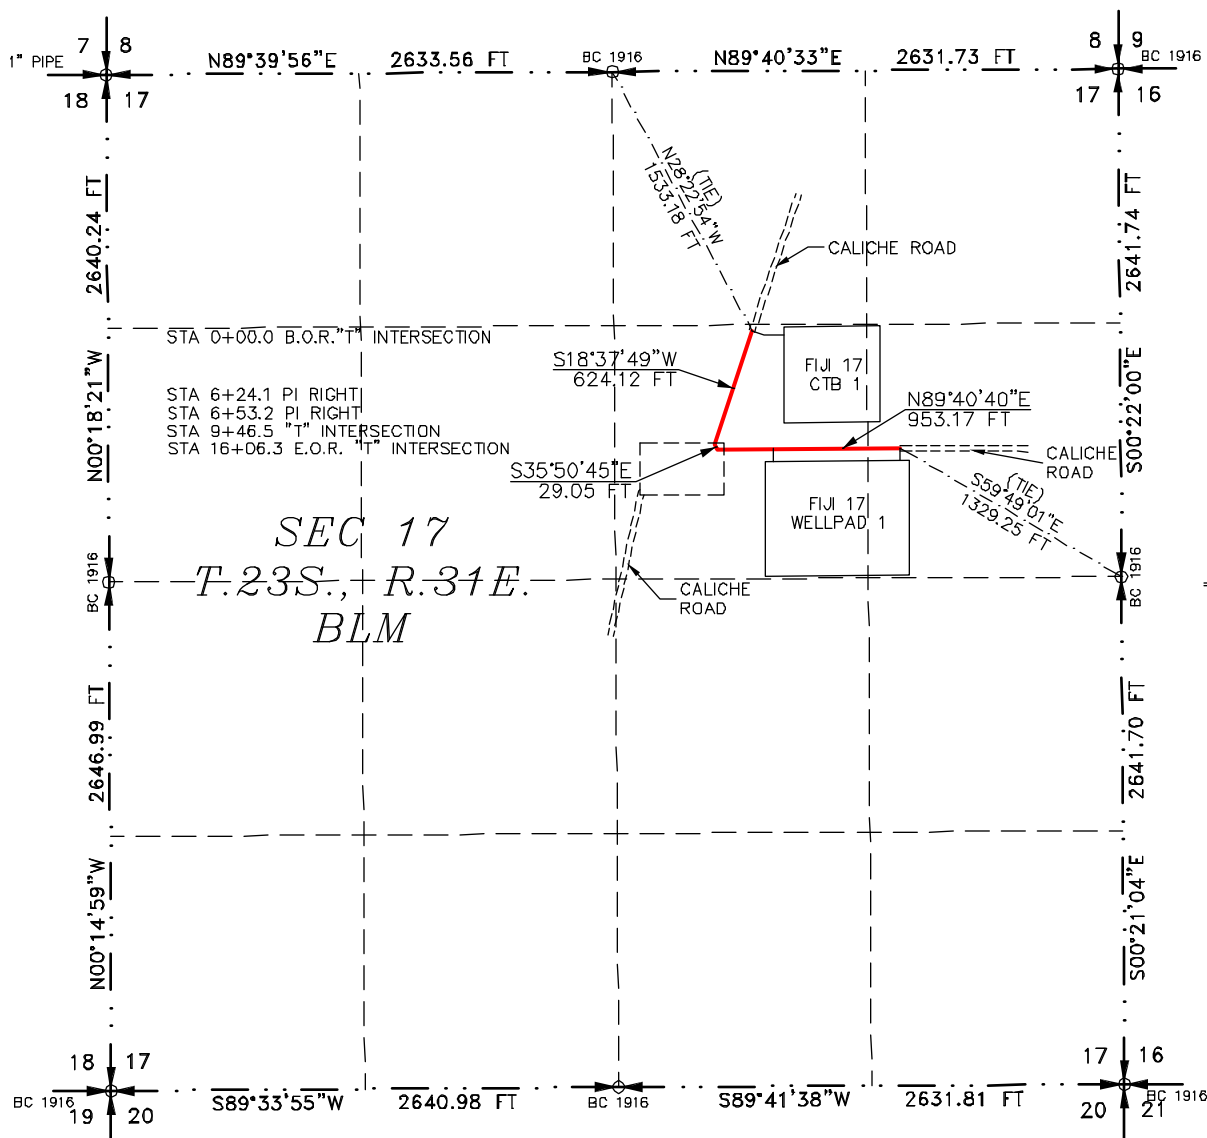 7 8
1" PIPE
18 17
N89°39'56"E 2633.56 FT
BC 1916
N89°40'33"E 2631.73 FT
8 9
BC 1916
17 16
2640.24 FT
N00°18'21"W
(TIE)
N28°22'54"W
1533.18 FT
CALICHE ROAD
2641.74 FT
S00°22'00"E
STA 0+00.0 B.O.R."T" INTERSECTION
STA 6+24.1 PI RIGHT
STA 6+53.2 PI RIGHT
STA 9+46.5 "T" INTERSECTION
STA 16+06.3 E.O.R. "T" INTERSECTION
S18°37'49"W
624.12 FT
FIJI 17
CTB 1
N89°40'40"E
953.17 FT
S35°50'45"E
29.05 FT
CALICHE
ROAD
(TIE)
S59°49'01"E
1329.25 FT
FIJI 17
WELLPAD 1
SEC 17
T.23S., R.31E.
BLM
BC 1916
CALICHE
ROAD
BC 1916
"
2646.99 FT
N00°14'59"W
2641.70 FT
S00°21'04"E
18 17
BC 1916
19 20
S89°33'55"W 2640.98 FT
BC 1916
S89°41'38"W 2631.81 FT
17 16
BC 1916
20 21